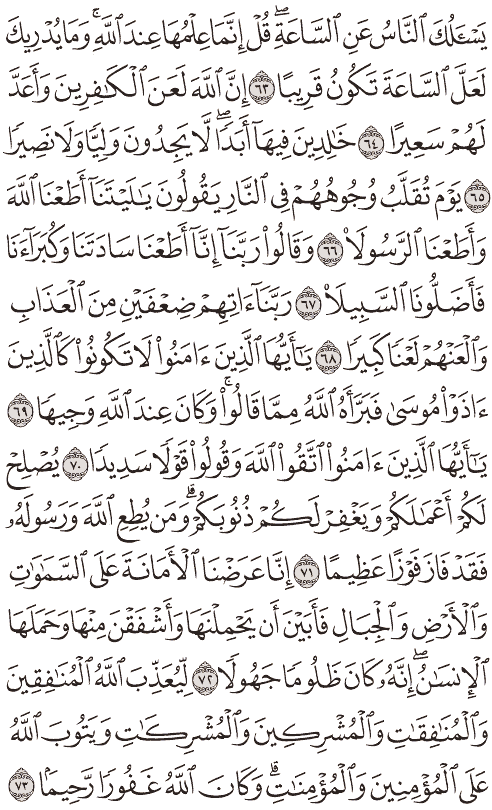 يَسْـَٔلُكَ ٱلنَّاسُ عَنِ ٱلسَّاعَةِۖ قُلْ إِنَّمَا عِلْمُهَا عِندَ ٱللَّهِۚ وَمَا يُدْرِيكَ
لَعَلَّ ٱلسَّاعَةَ تَكُونُ قَرِيبًا ٦٣ إِنَّ ٱللَّهَ لَعَنَ ٱلْكَٰفِرِينَ وَأَعَدَّ
لَهُمْ سَعِيرًا ٦٤ خَٰلِدِينَ فِيهَآ أَبَدًاۖ لَّا يَجِدُونَ وَلِيًّا وَلَا نَصِيرًا
٦٥ يَوْمَ تُقَلَّبُ وُجُوهُهُمْ فِى ٱلنَّارِ يَقُولُونَ يَٰلَيْتَنَآ أَطَعْنَا ٱللَّهَ
وَأَطَعْنَا ٱلرَّسُولَا۠ ٦٦ وَقَالُوا۟ رَبَّنَآ إِنَّآ أَطَعْنَا سَادَتَنَا وَكُبَرَآءَنَا
فَأَضَلُّونَا ٱلسَّبِيلَا۠ ٦٧ رَبَّنَآ ءَاتِهِمْ ضِعْفَيْنِ مِنَ ٱلْعَذَابِ
وَٱلْعَنْهُمْ لَعْنًا كَبِيرًا ٦٨ يَٰٓأَيُّهَا ٱلَّذِينَ ءَامَنُوا۟ لَا تَكُونُوا۟ كَٱلَّذِينَ
ءَاذَوْا۟ مُوسَىٰ فَبَرَّأَهُ ٱللَّهُ مِمَّا قَالُوا۟ۚ وَكَانَ عِندَ ٱللَّهِ وَجِيهًا ٦٩
يَٰٓأَيُّهَا ٱلَّذِينَ ءَامَنُوا۟ ٱتَّقُوا۟ ٱللَّهَ وَقُولُوا۟ قَوْلًا سَدِيدًا ٧٠ يُصْلِحْ
لَكُمْ أَعْمَٰلَكُمْ وَيَغْفِرْ لَكُمْ ذُنُوبَكُمْۗ وَمَن يُطِعِ ٱللَّهَ وَرَسُولَهُۥ
فَقَدْ فَازَ فَوْزًا عَظِيمًا ٧١ إِنَّا عَرَضْنَا ٱلْأَمَانَةَ عَلَى ٱلسَّمَٰوَٰتِ
وَٱلْأَرْضِ وَٱلْجِبَالِ فَأَبَيْنَ أَن يَحْمِلْنَهَا وَأَشْفَقْنَ مِنْهَا وَحَمَلَهَا
ٱلْإِنسَٰنُۖ إِنَّهُۥ كَانَ ظَلُومًا جَهُولًا ٧٢ لِّيُعَذِّبَ ٱللَّهُ ٱلْمُنَٰفِقِينَ
وَٱلْمُنَٰفِقَٰتِ وَٱلْمُشْرِكِينَ وَٱلْمُشْرِكَٰتِ وَيَتُوبَ ٱللَّهُ
عَلَى ٱلْمُؤْمِنِينَ وَٱلْمُؤْمِنَٰتِۗ وَكَانَ ٱللَّهُ غَفُورًا رَّحِيمًۢا ٧٣